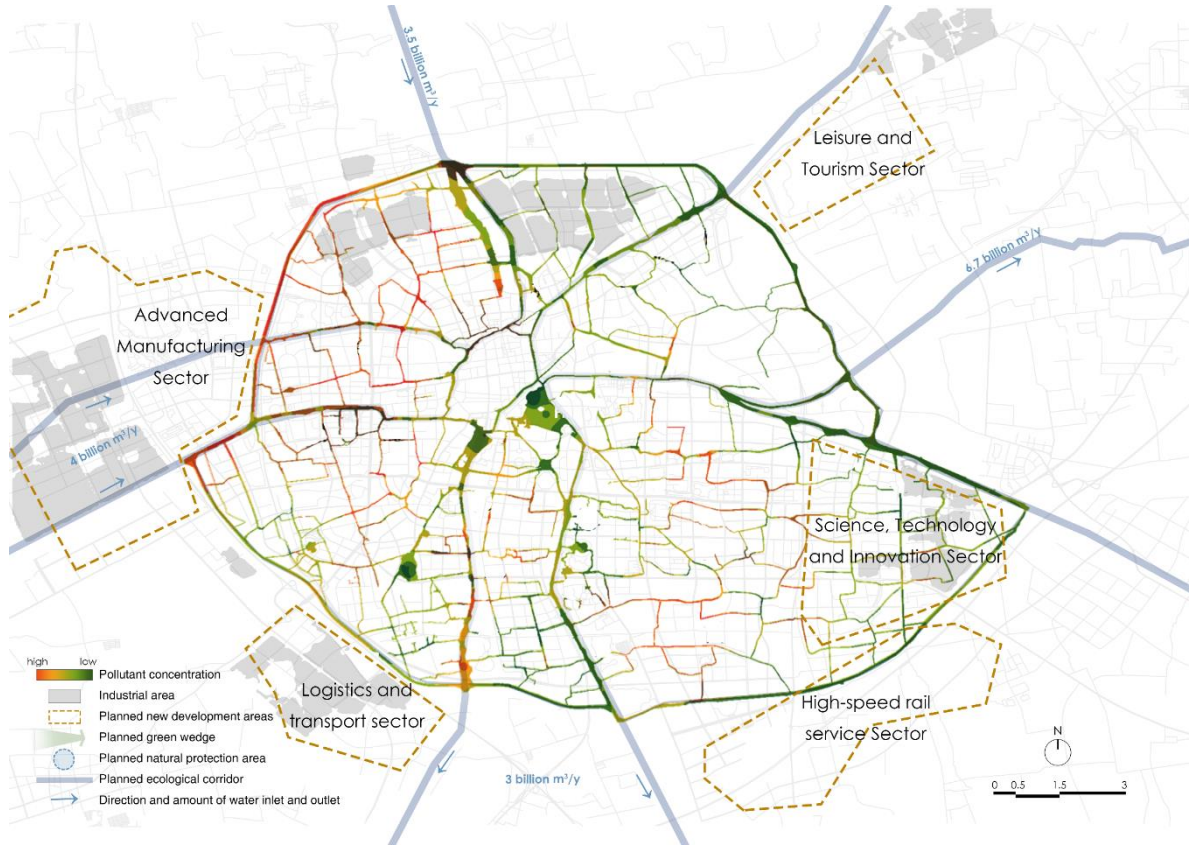 3.5 billion m³/y
Leisure and
Tourism Sector
6.7 billion m³/y
Advanced
Manufacturing
Sector
4 billion m³/y
Science, Technology
and Innovation Sector
high low
Pollutant concentration
Industrial area
Planned new development areas
Planned green wedge
Planned natural protection area
Planned ecological corridor
Direction and amount of water inlet and outlet
Logistics and
transport sector
3 billion m³/y
High-speed rail
service Sector
N
0 0.5 1.5 3